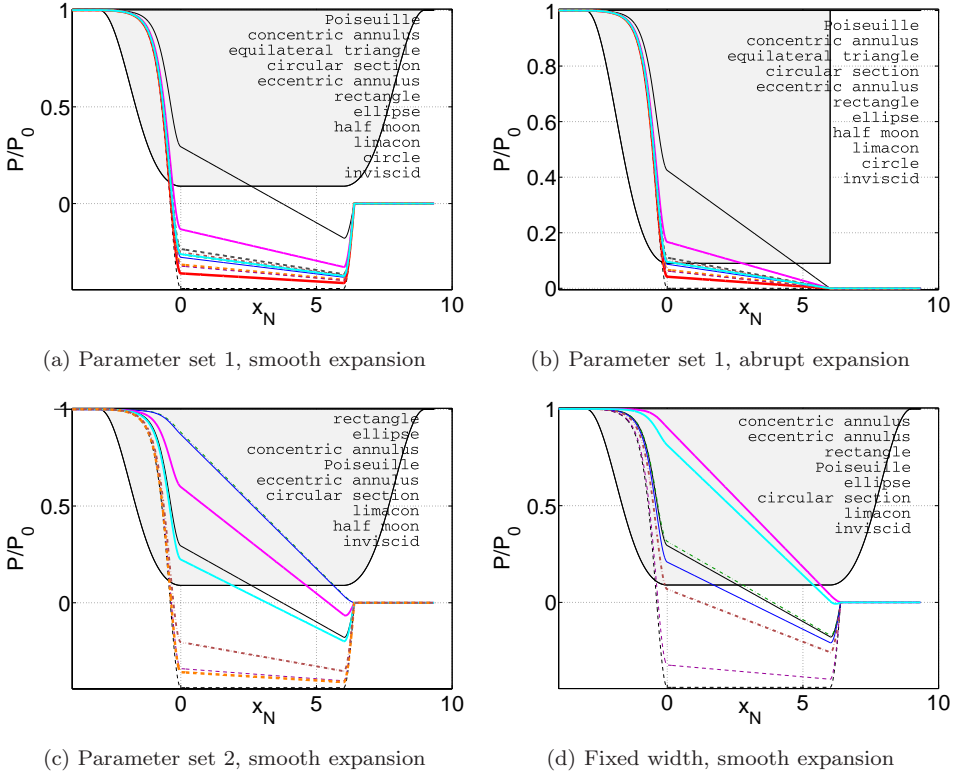 1
0.5
0
P/P0
0
5
10
xN
Poiseuille
concentric annulus
equilateral triangle
circular section
eccentric annulus
rectangle
ellipse
half moon
limacon
circle
inviscid
(a) Parameter set 1, smooth expansion
1
0.8
0.6
0.4
0.2
0
P/P0
0
5
10
xN
Poiseuille
concentric annulus
equilateral triangle
circular section
eccentric annulus
rectangle
ellipse
half moon
limacon
circle
inviscid
(b) Parameter set 1, abrupt expansion
1
0.5
0
P/P0
0
5
10
xN
rectangle
ellipse
concentric annulus
Poiseuille
eccentric annulus
circular section
limacon
half moon
inviscid
(c) Parameter set 2, smooth expansion
1
0.5
0
P/P0
0
5
10
xN
concentric annulus
eccentric annulus
rectangle
Poiseuille
ellipse
circular section
limacon
inviscid
(d) Fixed width, smooth expansion